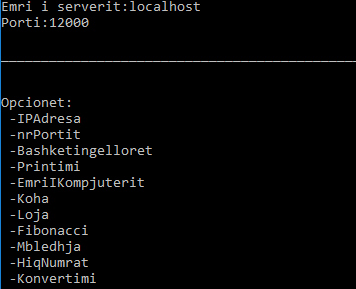 Emri i serverit:localhost
Porti:12000
Opcionet:
-IPAdresa
-nrPortit
-Bashketingelloret
-Printimi
-EmriIKompjuterit
-Koha
-Loja
-Fibonacci
-Mbledhja
-HiqNumrat
-Konvertimi